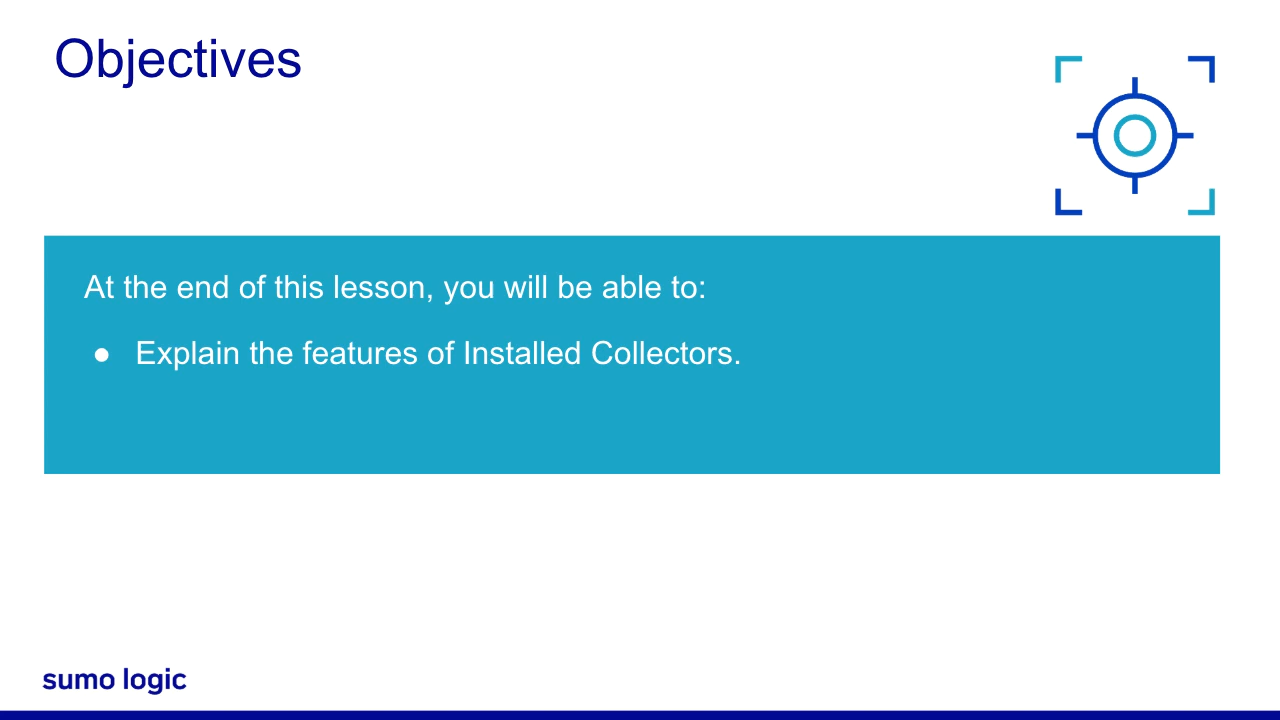 Objectives
At the end of this lesson, you will be able to:
● Explain the features of Installed Collectors.
sumo logic